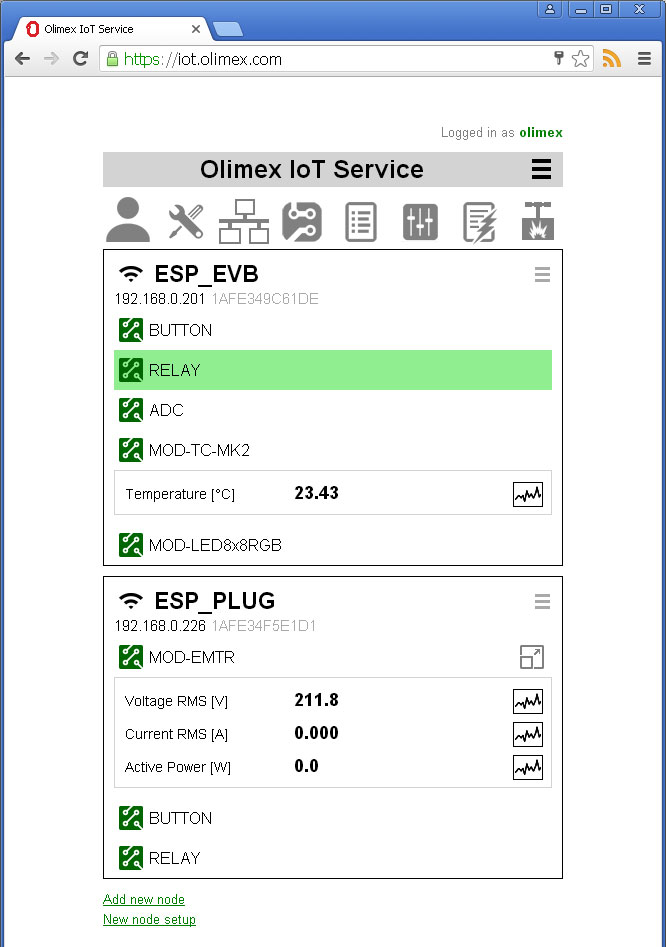 Olimex IoT Service
https://iot.olimex.com
Logged in as olimex
Olimex IoT Service
ESP_EVB
192.168.0.201 1AFE349C61DE
BUTTON
RELAY
ADC
MOD-TC-MK2
Temperature [°C] 23.43
MOD-LED8x8RGB
ESP_PLUG
192.168.0.226 1AFE34F5E1D1
MOD-EMTR
Voltage RMS [V] 211.8
Current RMS [A] 0.000
Active Power [W] 0.0
BUTTON
RELAY
Add new node
New node setup